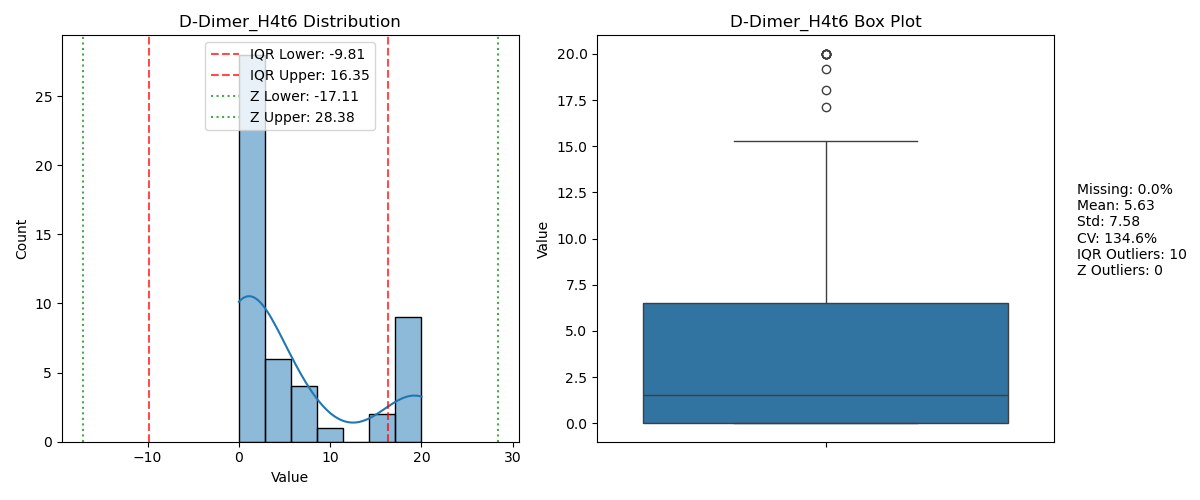 D-Dimer_H4t6 Distribution
IQR Lower: -9.81
IQR Upper: 16.35
Z Lower: -17.11
Z Upper: 28.38
Count
0
5
10
15
20
25
−10
0
10
20
30
Value
D-Dimer_H4t6 Box Plot
Value
20.0
17.5
15.0
12.5
10.0
7.5
5.0
2.5
0.0
Missing: 0.0%
Mean: 5.63
Std: 7.58
CV: 134.6%
IQR Outliers: 10
Z Outliers: 0